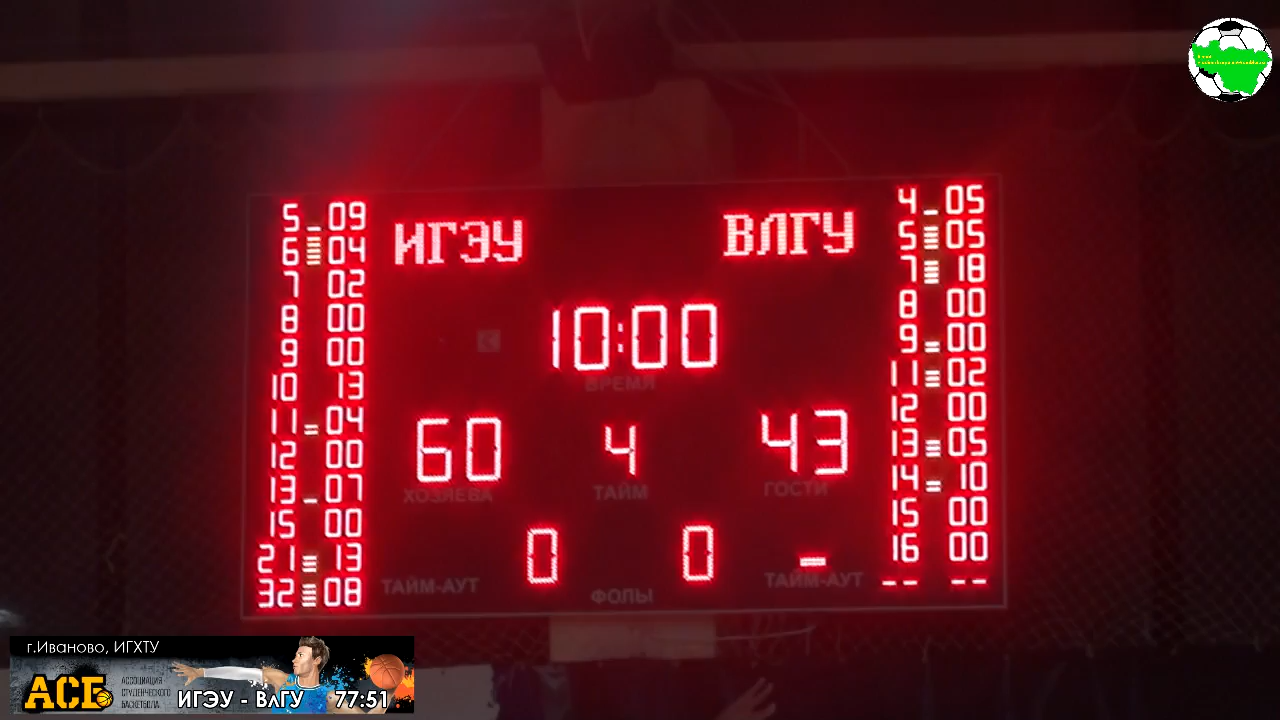 5 _ 09
6 04
7 02
8 00
9 00
10 13
11 = 04
12 00
13 _ 07
15 00
21 13
32 08
ИГЭУ
ВЛГУ
10:00
ВРЕМЯ
60 4 43
ХОЗЯЕВА ТАЙМ ГОСТИ
0 0 -
ТАЙМ-АУТ ФОЛЫ ТАЙМ-АУТ
4 _ 05
5 05
7 18
8 00
9 = 00
11 02
12 00
13 05
14 = 10
15 00
16 00
-- --
г.Иваново, ИГХТУ
АСБ
АССОЦИАЦИЯ
СТУДЕНЧЕСКОГО
БАСКЕТБОЛА
ИГЭУ - ВЛГУ 77:51